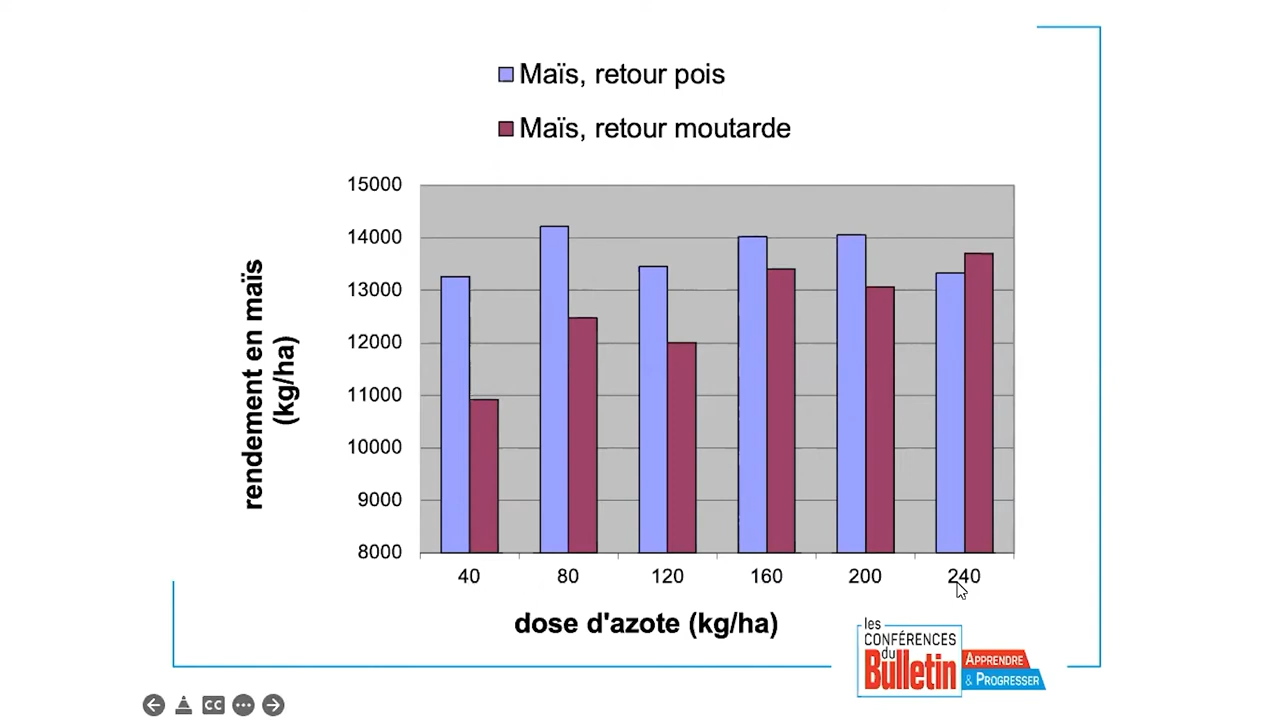 Maïs, retour pois
Maïs, retour moutarde
15000
14000
13000
12000
11000
10000
9000
8000
rendement en maïs
(kg/ha)
40 80 120 160 200 240
dose d'azote (kg/ha)
les
CONFÉRENCES
du
Bulletin
APPRENDRE
& PROGRESSER
CC